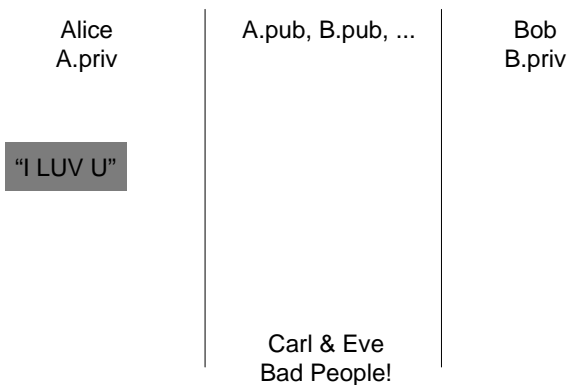 Alice
A.priv
A.pub, B.pub, ...
Bob
B.priv
“I LUV U”
Carl & Eve
Bad People!